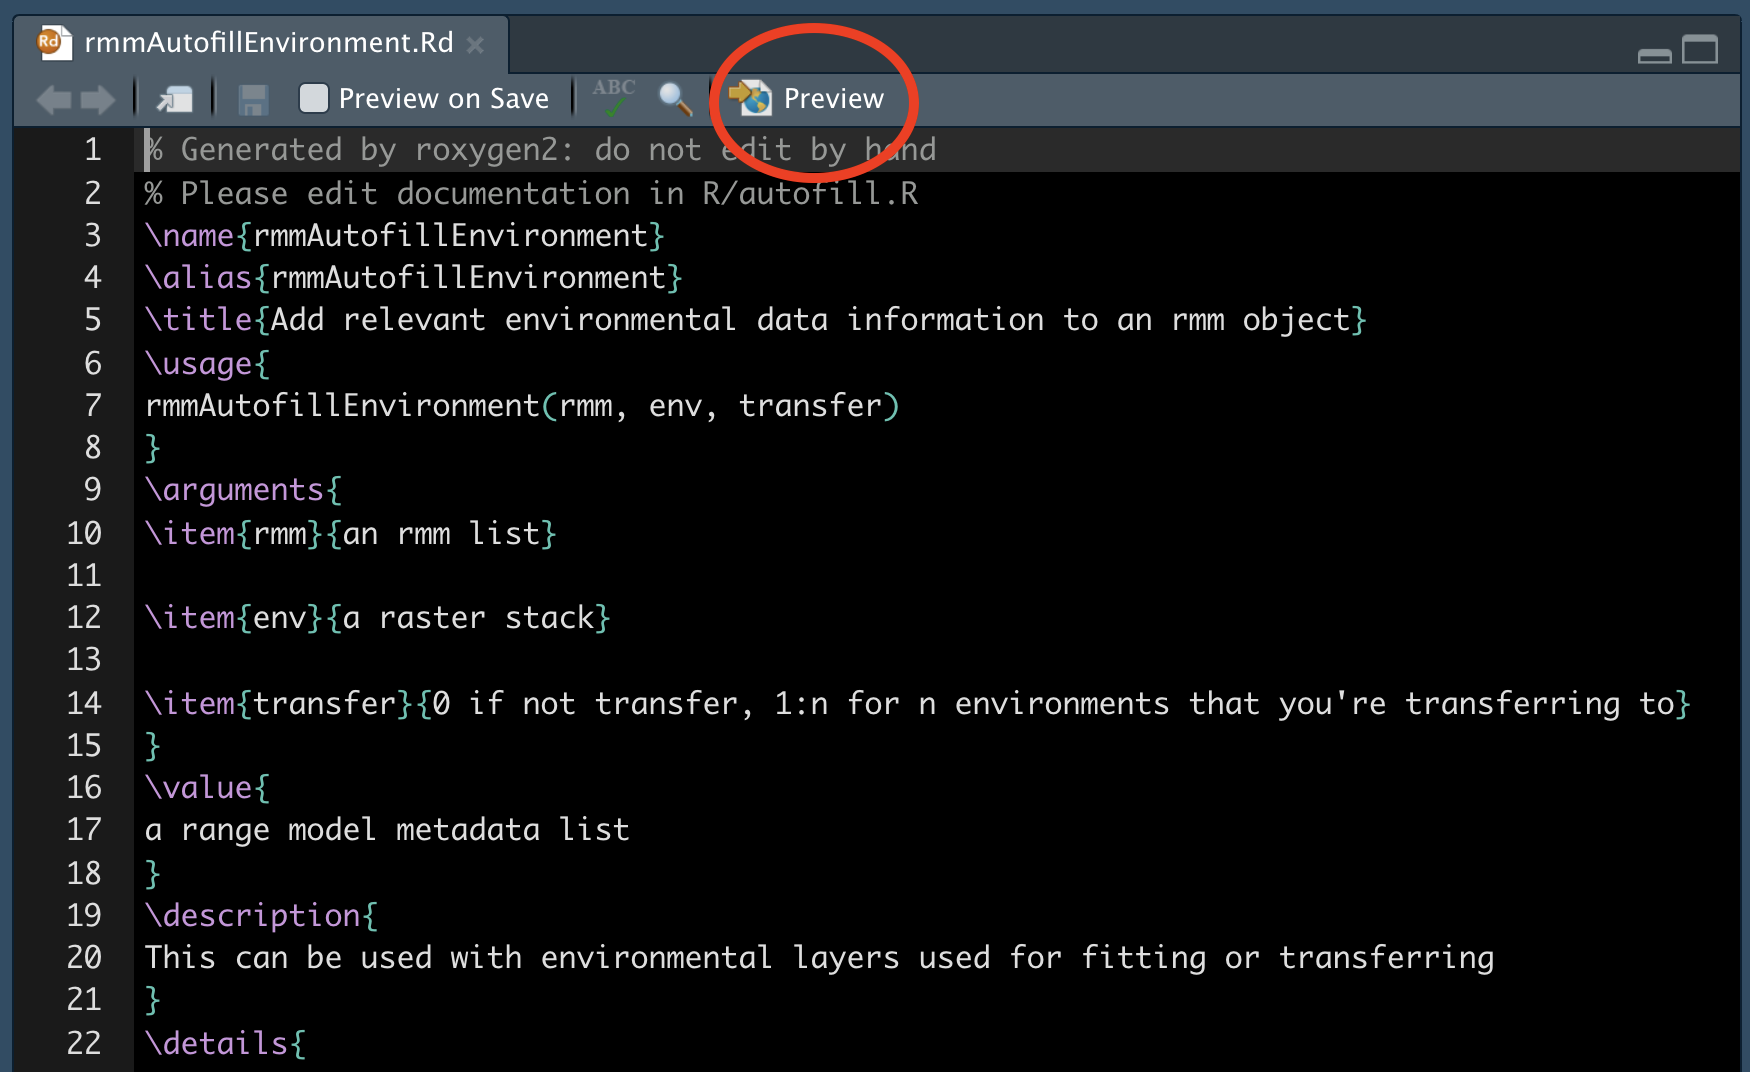 Rd rmmAutofillEnvironment.Rd
Preview on Save ABC Preview
1 % Generated by roxygen2: do not edit by hand
2 % Please edit documentation in R/autofill.R
3 \name{rmmAutofillEnvironment}
4 \alias{rmmAutofillEnvironment}
5 \title{Add relevant environmental data information to an rmm object}
6 \usage{
7 rmmAutofillEnvironment(rmm, env, transfer)
8 }
9 \arguments{
10 \item{rmm}{an rmm list}
11
12 \item{env}{a raster stack}
13
14 \item{transfer}{0 if not transfer, 1:n for n environments that you're transferring to}
15 }
16 \value{
17 a range model metadata list
18 }
19 \description{
20 This can be used with environmental layers used for fitting or transferring
21 }
22 \details{